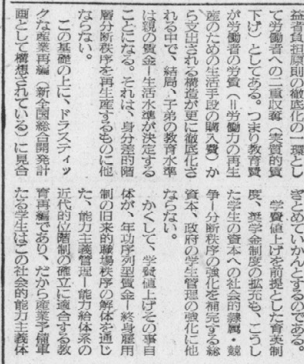 益者負担原則の徹底の一環とし
て労働者への二重収奪(実質的賃
下げ)としてある。つまり教育費
が労働者の労賃(=労働力の再生
産のための生活手段の購入費)か
ら支出される構造が更に徹底化さ
れる中で、結局、子弟の教育水準
は親の賃金―生活水準が決定する
ことになる。それは、身分差的階
層分断秩序を再生産するものに他
ならない。
この基礎の上に、ドラスティッ
クな産業再編(新全国総合開発計
画として構想されている)に見合
きとめていかんとするものである。
学費値上げを前提とした育英制
度、奨学金制度の拡充も、こうし
た学生の資本への社会的隷属・競
争―分断秩序の強化を補完する総
資本、政府の学生管理の強化に他
ならない。
かくして、学費値上げその事自
体が、年功序列型賃金―終身雇用
制の旧来的職場秩序の解体を通じ
た、能力主義管理―能力給体系の
近代的位階制の確立に適合する教
育再編であり、だから産業予備軍
たる学生はこの社会的能力主義体